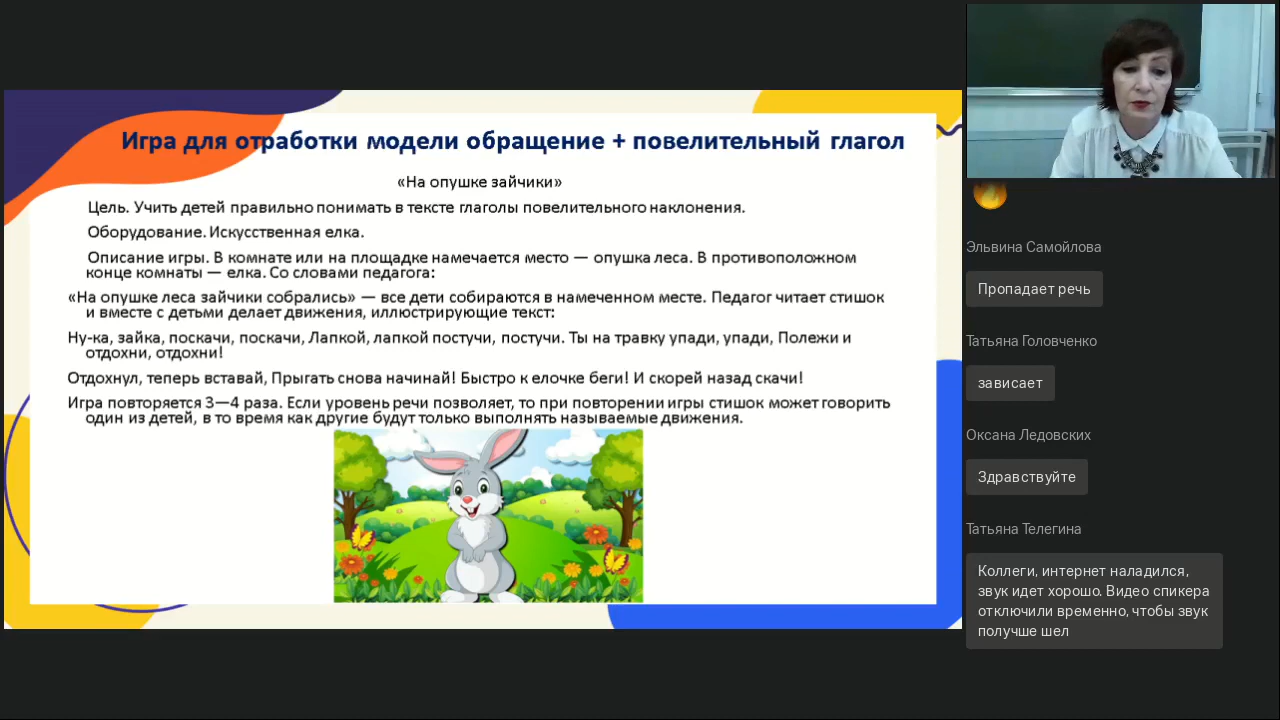 Игра для отработки модели обращение + повелительный глагол
«На опушке зайчики»
Цель. Учить детей правильно понимать в тексте глаголы повелительного наклонения.
Оборудование. Искусственная елка.
Описание игры. В комнате или на площадке намечается место — опушка леса. В противоположном
конце комнаты — елка. Со словами педагога:
«На опушке леса зайчики собрались» — все дети собираются в намеченном месте. Педагог читает стишок
и вместе с детьми делает движения, иллюстрирующие текст:
Ну-ка, зайка, поскачи, поскачи, Лапкой, лапкой постучи, постучи. Ты на травку упади, упади, Полежи и
отдохни, отдохни!
Отдохнул, теперь вставай, Прыгать снова начинай! Быстро к елочке беги! И скорей назад скачи!
Игра повторяется 3—4 раза. Если уровень речи позволяет, то при повторении игры стишок может говорить
один из детей, в то время как другие будут только выполнять называемые движения.
Эльвина Самойлова
Пропадает речь
Татьяна Головченко
зависает
Оксана Ледовских
Здравствуйте
Татьяна Телегина
Коллеги, интернет наладился,
звук идет хорошо. Видео спикера
отключили временно, чтобы звук
получше шел